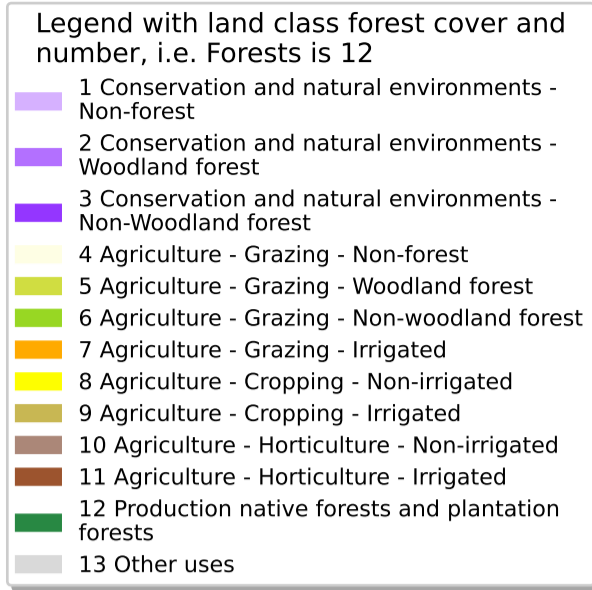 Legend with land class forest cover and
number, i.e. Forests is 12
1 Conservation and natural environments -
Non-forest
2 Conservation and natural environments -
Woodland forest
3 Conservation and natural environments -
Non-Woodland forest
4 Agriculture - Grazing - Non-forest
5 Agriculture - Grazing - Woodland forest
6 Agriculture - Grazing - Non-woodland forest
7 Agriculture - Grazing - Irrigated
8 Agriculture - Cropping - Non-irrigated
9 Agriculture - Cropping - Irrigated
10 Agriculture - Horticulture - Non-irrigated
11 Agriculture - Horticulture - Irrigated
12 Production native forests and plantation
forests
13 Other uses